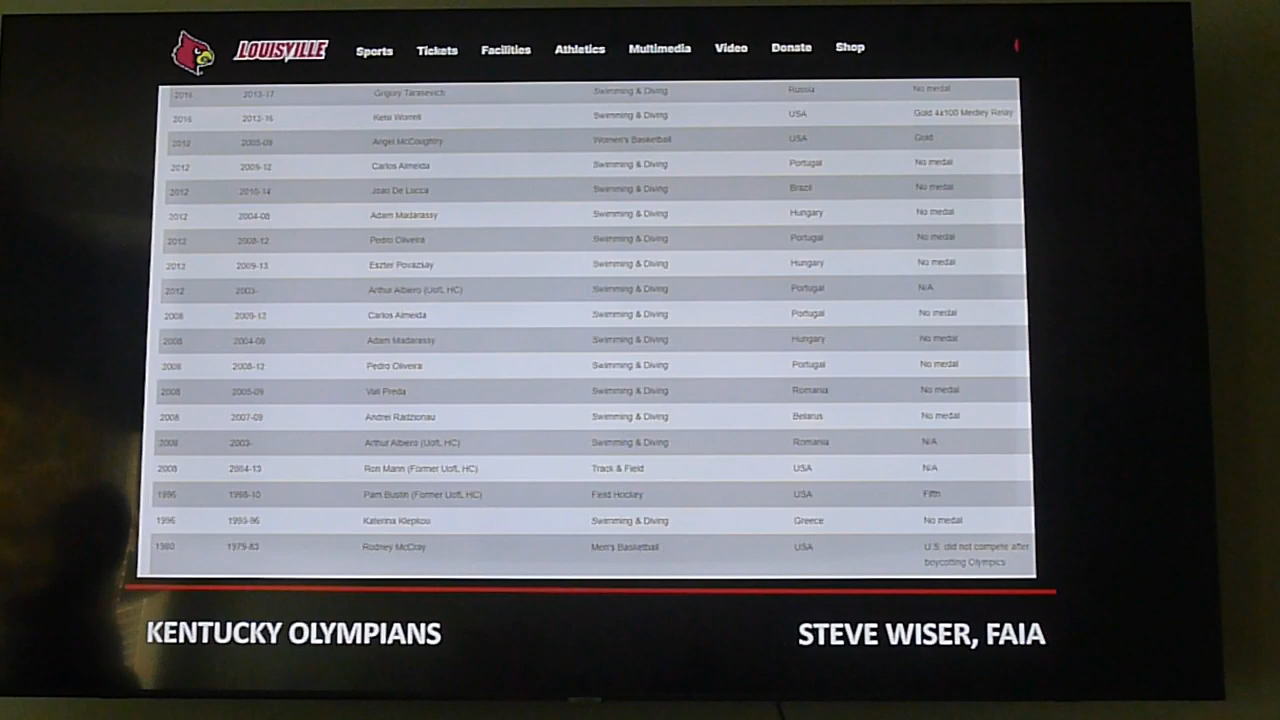 LOUISVILLE Sports Tickets Facilities Athletics Multimedia Video Donate Shop
2016 2013-17 Grigory Tarasevich Swimming & Diving Russia No medal
2016 2012-16 Kelsi Worrell Swimming & Diving USA Gold 4x100 Medley Relay
2012 2005-09 Angel McCoughtry Women's Basketball USA Gold
2012 2009-12 Carlos Almeida Swimming & Diving Portugal No medal
2012 2010-14 Joao De Lucca Swimming & Diving Brazil No medal
2012 2004-08 Adam Madarassy Swimming & Diving Hungary No medal
2012 2008-12 Pedro Oliveira Swimming & Diving Portugal No medal
2012 2009-13 Eszter Povazsay Swimming & Diving Hungary No medal
2012 2003- Arthur Albiero (UofL HC) Swimming & Diving Portugal N/A
2008 2009-12 Carlos Almeida Swimming & Diving Portugal No medal
2008 2004-08 Adam Madarassy Swimming & Diving Hungary No medal
2008 2008-12 Pedro Oliveira Swimming & Diving Portugal No medal
2008 2005-09 Vali Preda Swimming & Diving Romania No medal
2008 2007-09 Andrei Radzionau Swimming & Diving Belarus No medal
2008 2003- Arthur Albiero (UofL HC) Swimming & Diving Romania N/A
2008 2004-13 Ron Mann (Former UofL HC) Track & Field USA N/A
1996 1998-10 Pam Bustin (Former UofL HC) Field Hockey USA Fifth
1996 1993-96 Katerina Klepkou Swimming & Diving Greece No medal
1980 1979-83 Rodney McCray Men's Basketball USA U.S. did not compete after
boycotting Olympics
KENTUCKY OLYMPIANS STEVE WISER, FAIA